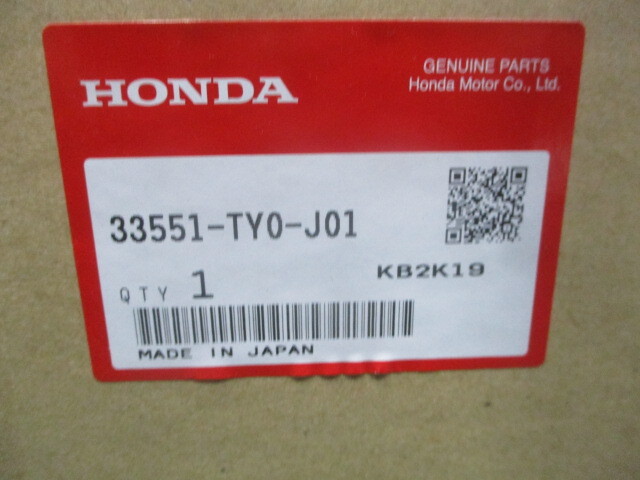 HONDA
GENUINE PARTS
Honda Motor Co., Ltd.
33551-TY0-J01
KB2K19
QTY 1
MADE IN JAPAN